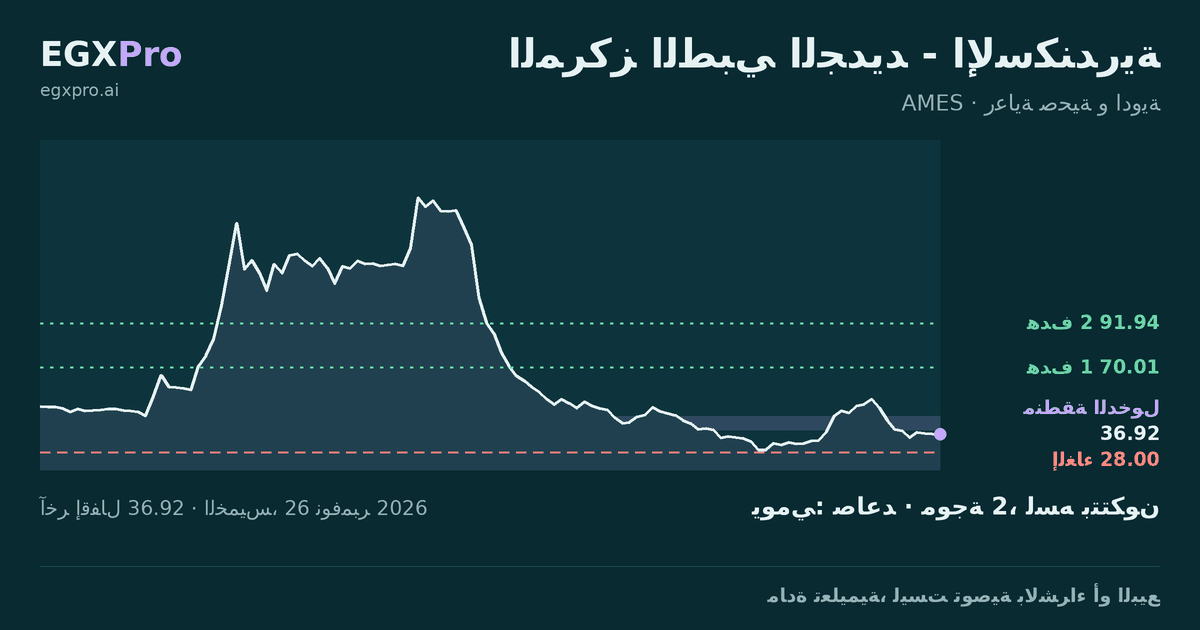 EGXPro
egxpro.ai
المركز الطبي الجديد - الإسكندرية
AMES · رعاية صحية و ادوية
هدف 2 91.94
هدف 1 70.01
منطقة الدخول
36.92
إلغاء 28.00
يومي: صاعد · موجة 2، لسه بتتكون
آخر إقفال 36.92 · الخميس، 26 نوفمبر 2026
مادة تعليمية، ليست توصية بالشراء أو البيع